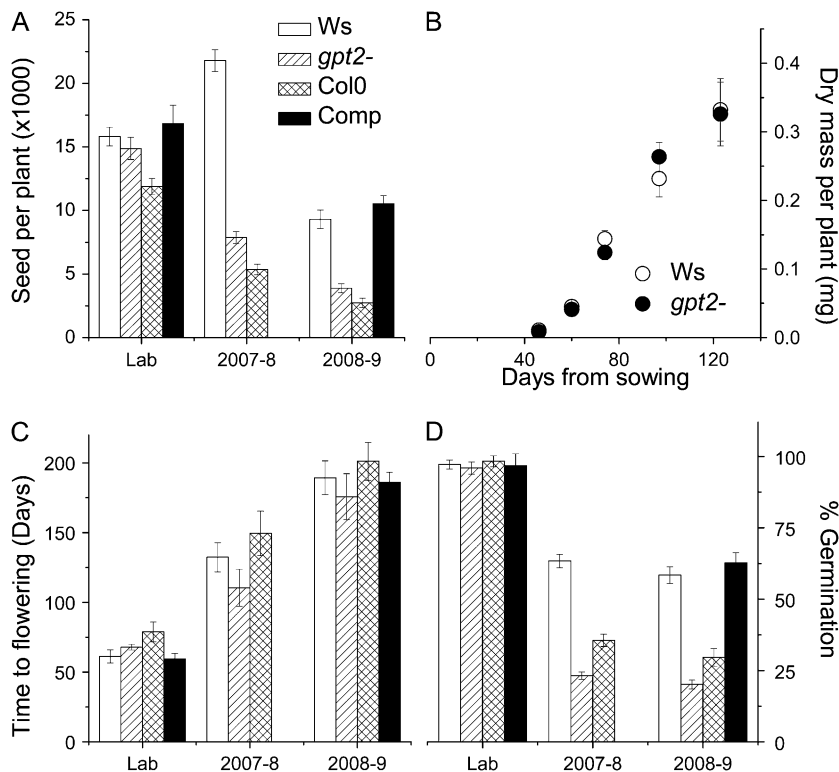 A
Ws
gpt2-
Col0
Comp
Seed per plant (x1000)
25
20
15
10
5
0
Lab 2007-8 2008-9
B
Dry mass per plant (mg)
0.4
0.3
0.2
0.1
0.0
Ws
gpt2-
0 40 80 120
Days from sowing
C
Time to flowering (Days)
200
150
100
50
0
Lab 2007-8 2008-9
D
% Germination
100
75
50
25
0
Lab 2007-8 2008-9